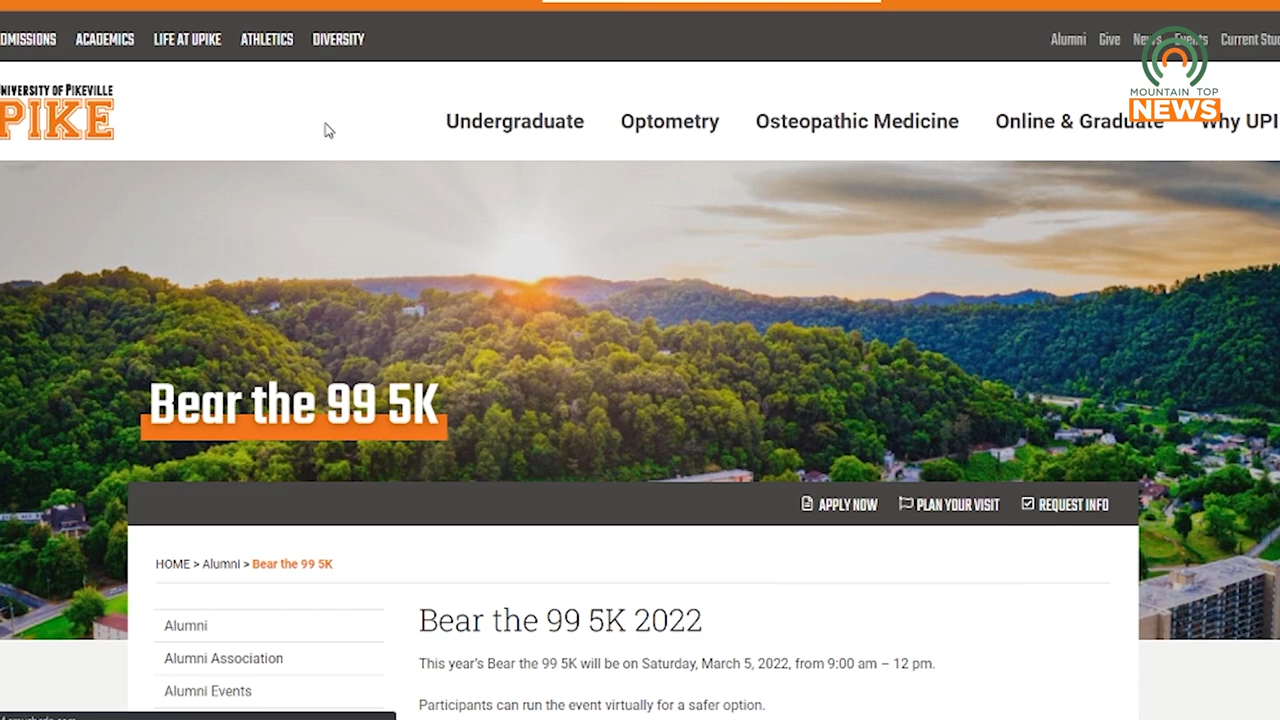 ADMISSIONS ACADEMICS LIFE AT UPIKE ATHLETICS DIVERSITY
Alumni Give News Events Current
MOUNTAIN TOP
NEWS
UNIVERSITY OF PIKEVILLE
PIKE
Undergraduate Optometry Osteopathic Medicine Online & Graduate Why UPI
Bear the 99 5K
APPLY NOW PLAN YOUR VISIT REQUEST INFO
HOME > Alumni > Bear the 99 5K
Alumni
Alumni Association
Alumni Events
Bear the 99 5K 2022
This year's Bear the 99 5K will be on Saturday, March 5, 2022, from 9:00 am – 12 pm.
Participants can run the event virtually for a safer option.